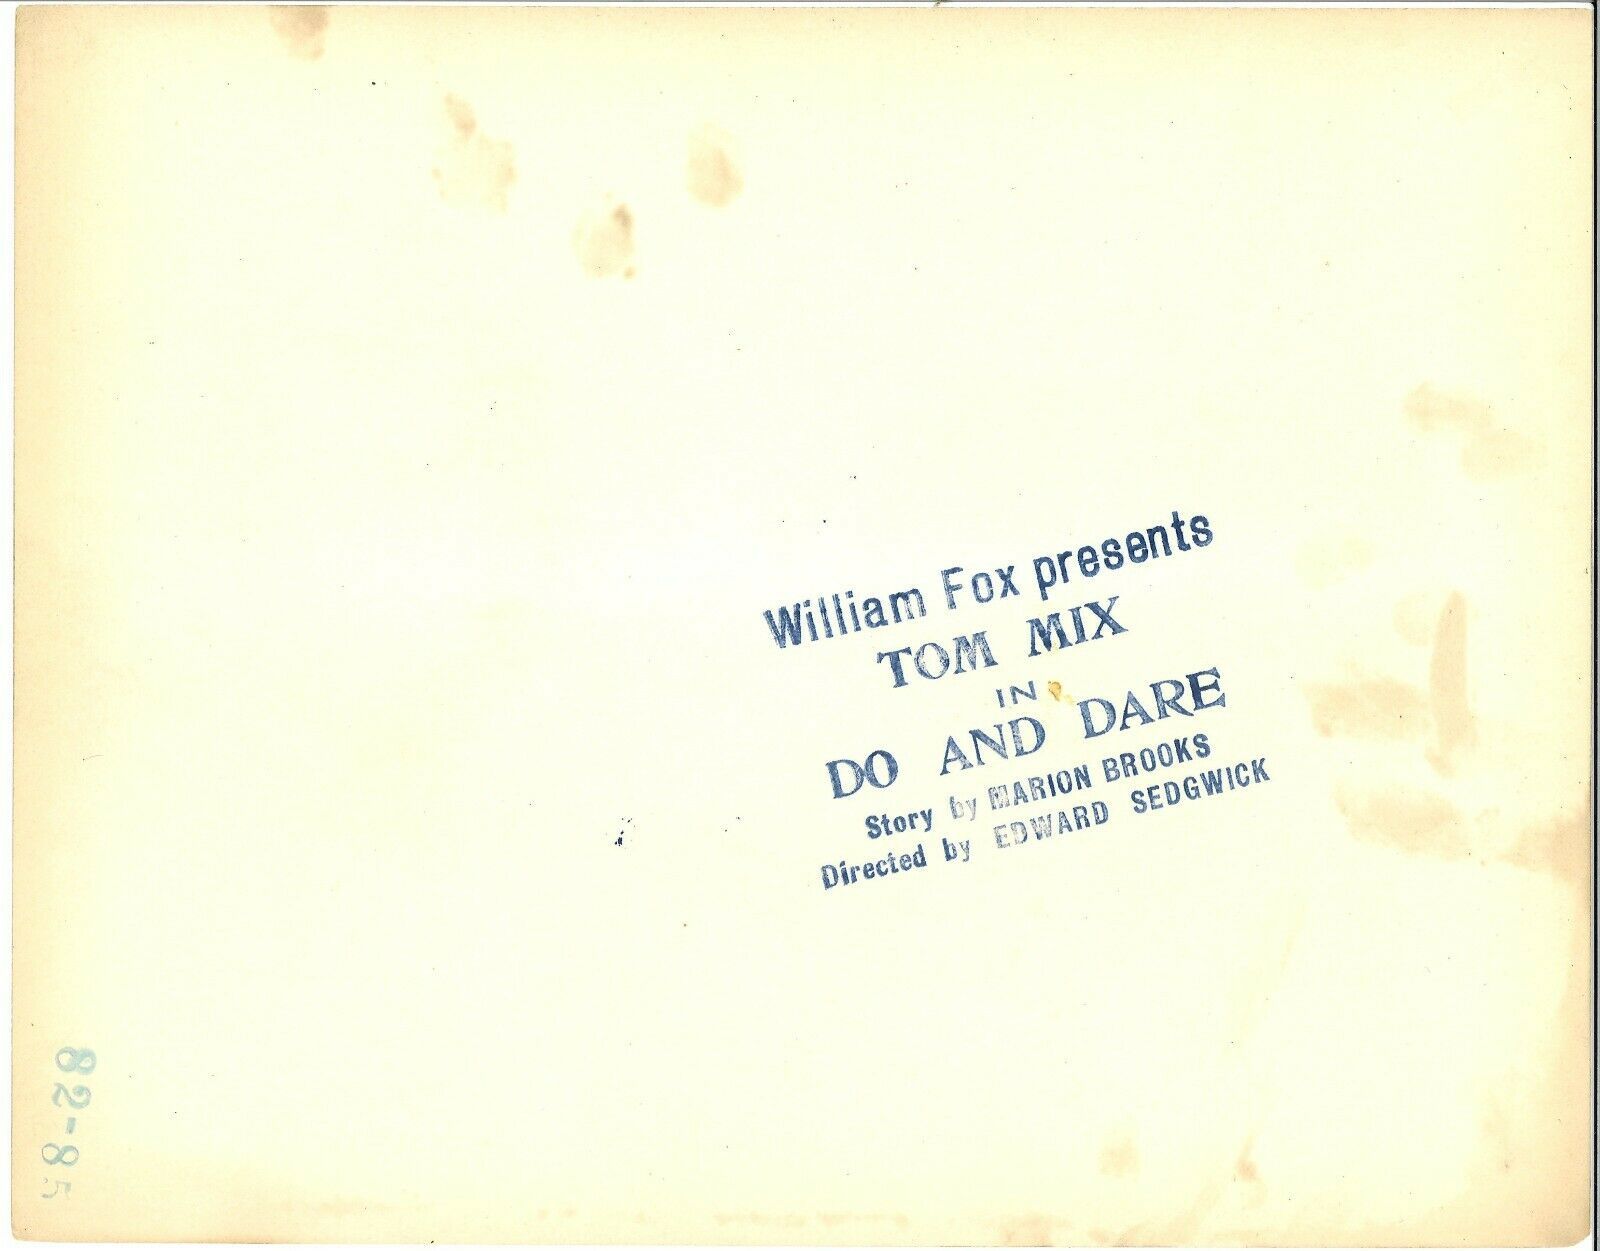 William Fox presents
TOM MIX
IN
DO AND DARE
Story by MARION BROOKS
Directed by EDWARD SEDGWICK
82-85